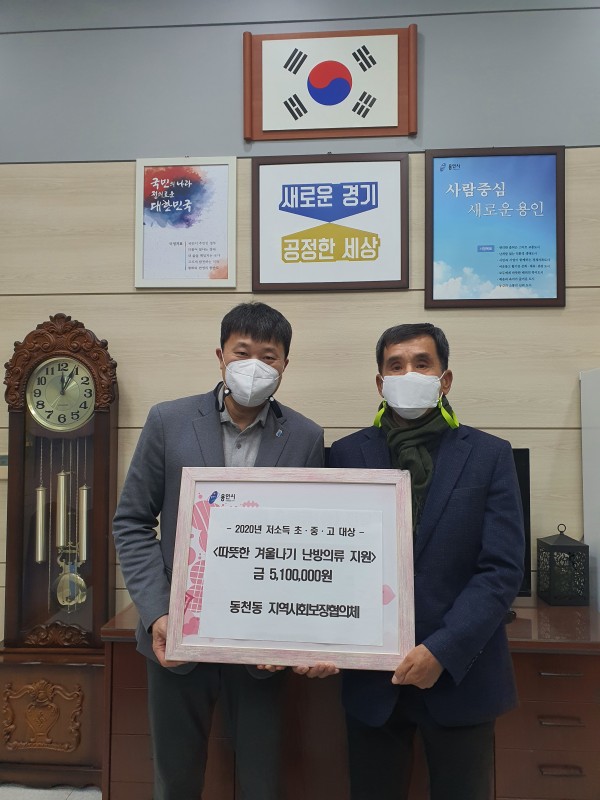 국민의 나라
정의로운
대한민국
새로운 경기
공정한 세상
용인시
사람중심
새로운 용인
용인시
- 2020년 저소득 초·중·고 대상 -
<따뜻한 겨울나기 난방의류 지원>
금 5,100,000원
동천동 지역사회보장협의체